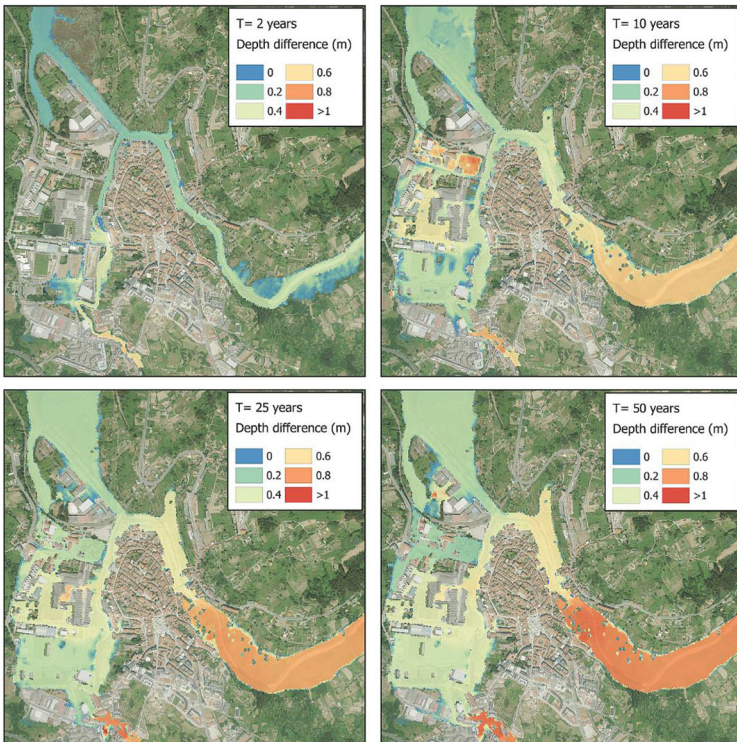 T= 2 years
Depth difference (m)
0 0.6
0.2 0.8
0.4 >1
T= 10 years
Depth difference (m)
0 0.6
0.2 0.8
0.4 >1
T= 25 years
Depth difference (m)
0 0.6
0.2 0.8
0.4 >1
T= 50 years
Depth difference (m)
0 0.6
0.2 0.8
0.4 >1